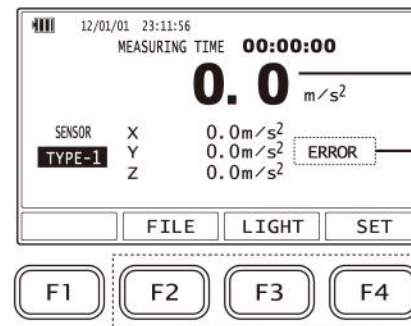 12/01/01 23:11:56
MEASURING TIME 00:00:00
0.0 m/s²
SENSOR X 0.0m/s²
TYPE-1 Y 0.0m/s² ERROR
Z 0.0m/s²
FILE LIGHT SET
F1 F2 F3 F4